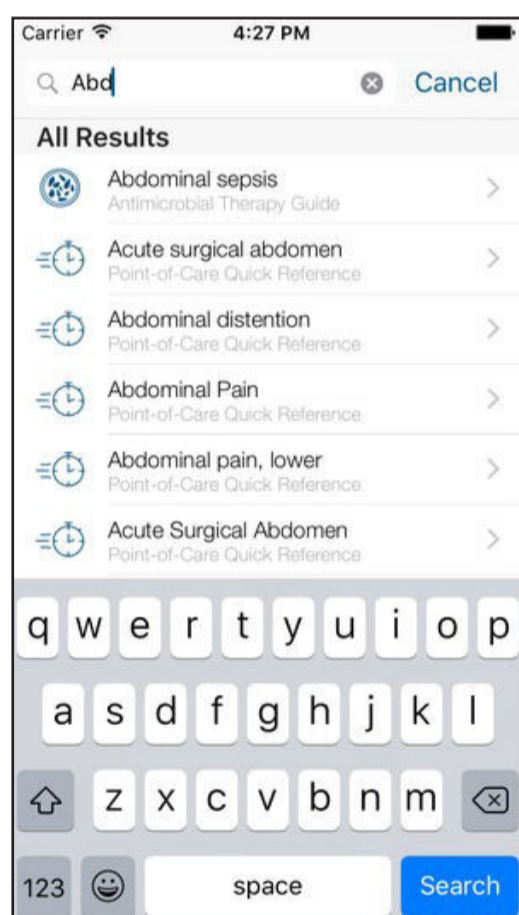 Carrier 4:27 PM
Abd Cancel
All Results
Abdominal sepsis
Antimicrobial Therapy Guide
Acute surgical abdomen
Point-of-Care Quick Reference
Abdominal distention
Point-of-Care Quick Reference
Abdominal Pain
Point-of-Care Quick Reference
Abdominal pain, lower
Point-of-Care Quick Reference
Acute Surgical Abdomen
Point-of-Care Quick Reference
q w e r t y u i o p
a s d f g h j k l
z x c v b n m
123 space Search